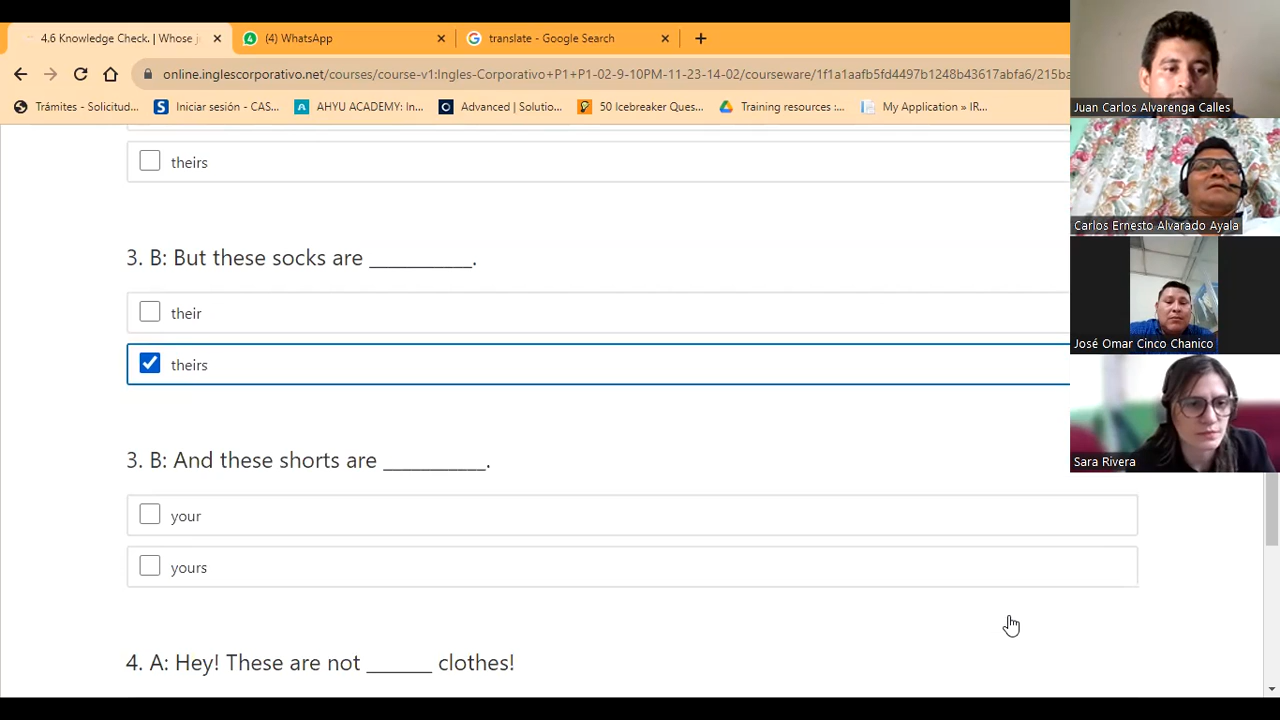 4.6 Knowledge Check. | Whose j
(4) WhatsApp
translate - Google Search
online.inglescorporativo.net/courses/course-v1:Ingles-Corporativo+P1+P1-02-9-10PM-11-23-14-02/courseware/1f1a1aafb5fd4497b1248b43617abfa6/215ba
Trámites - Solicitud...
Iniciar sesión - CAS...
AHYU ACADEMY: In...
Advanced | Solutio...
50 Icebreaker Ques...
Training resources :...
My Application » IR...
theirs
3. B: But these socks are ___________.
their
theirs
3. B: And these shorts are ___________.
your
yours
4. A: Hey! These are not _______ clothes!
Juan Carlos Alvarenga Calles
Carlos Ernesto Alvarado Ayala
José Omar Cinco Chanico
Sara Rivera